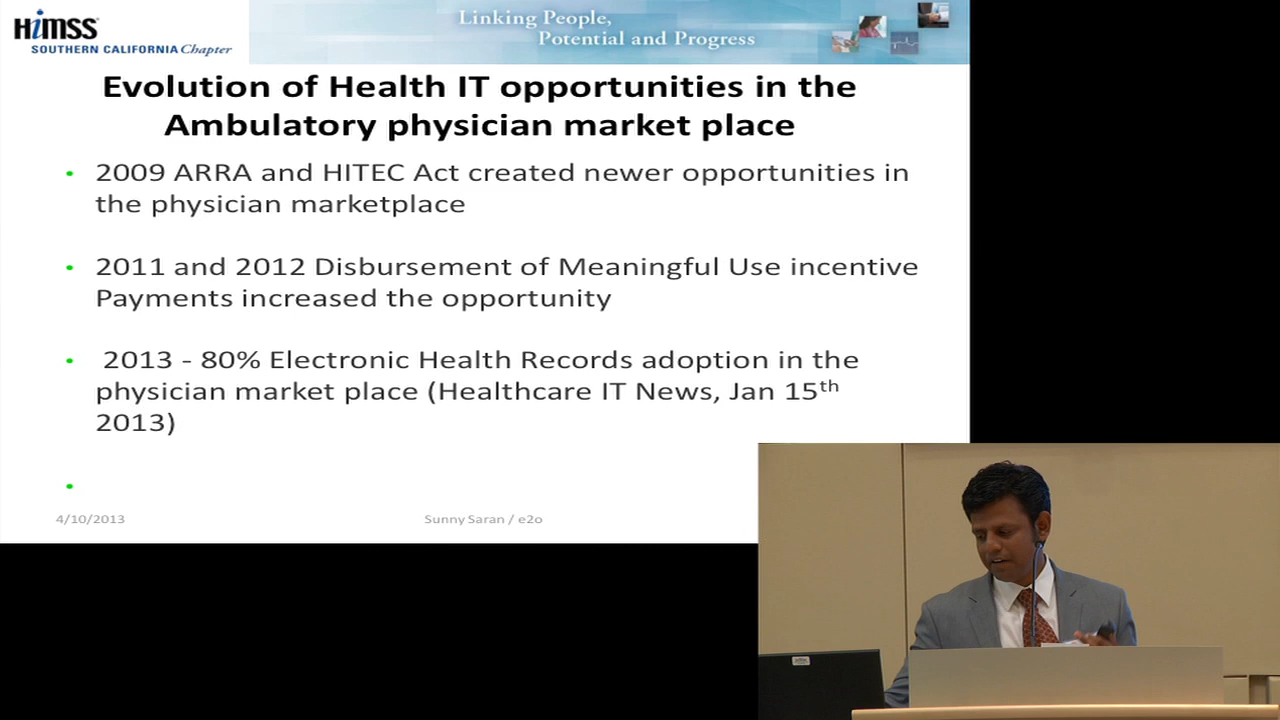 HiMSS
SOUTHERN CALIFORNIA Chapter
Linking People,
Potential and Progress
Evolution of Health IT opportunities in the
Ambulatory physician market place
• 2009 ARRA and HITEC Act created newer opportunities in
the physician marketplace
• 2011 and 2012 Disbursement of Meaningful Use incentive
Payments increased the opportunity
• 2013 - 80% Electronic Health Records adoption in the
physician market place (Healthcare IT News, Jan 15th
2013)
•
4/10/2013
Sunny Saran / e2o